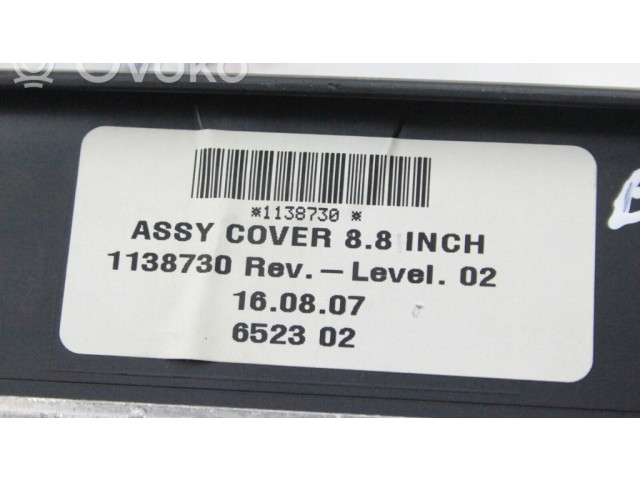 Ovoko
*1138730 *
ASSY COVER 8.8 INCH
1138730 Rev.-Level. 02
16.08.07
6523 02